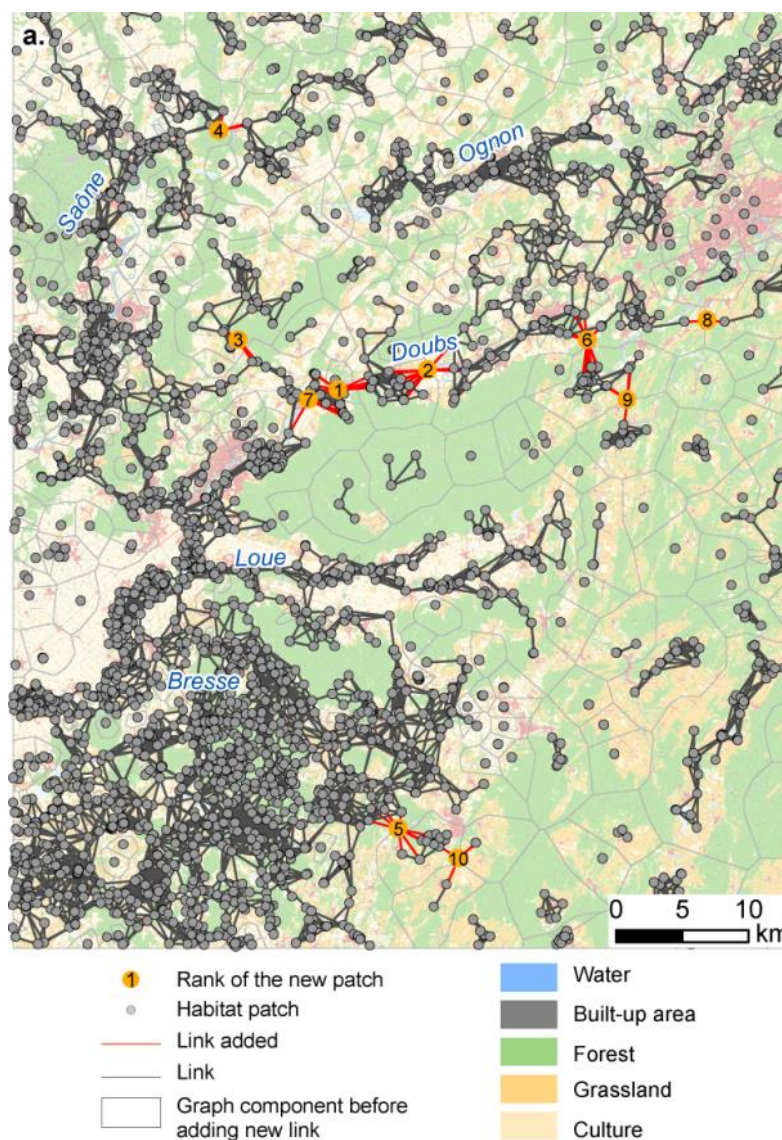 a.
4
Ognon
Saône
3
Doubs
6
8
2
1
7
9
Loue
Bresse
5
10
0 5 10
km
1 Rank of the new patch
Habitat patch
Link added
Link
Graph component before
adding new link
Water
Built-up area
Forest
Grassland
Culture